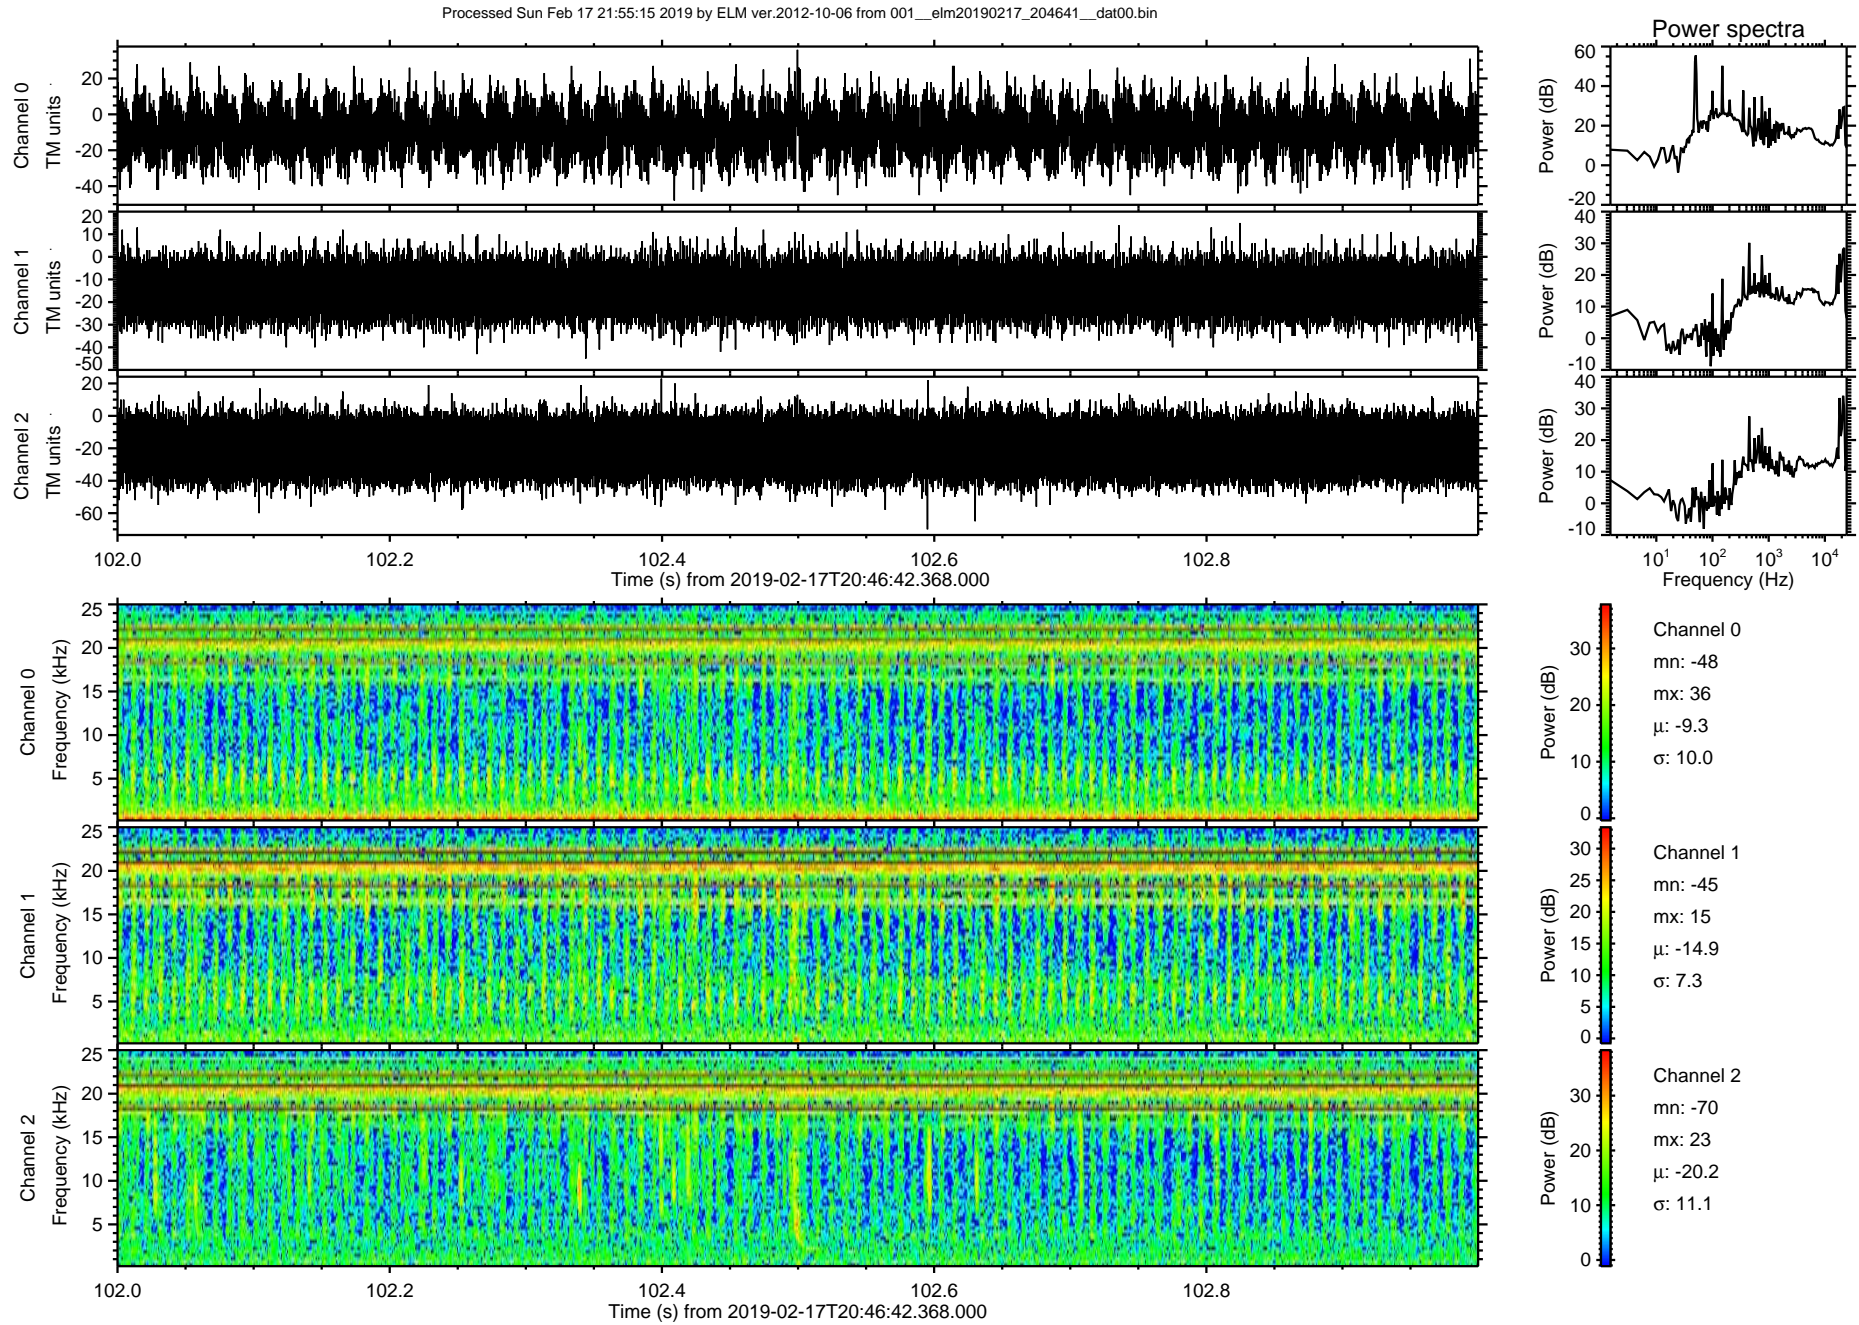 Processed Sun Feb 17 21:55:15 2019 by ELM ver.2012-10-06 from 001__elm20190217_204641__dat00.bin
Power spectra
Channel 0
TM units
20
0
-20
-40
Power (dB)
60
40
20
0
-20
Channel 1
TM units
20
10
0
-10
-20
-30
-40
-50
Power (dB)
40
30
20
10
0
-10
Channel 2
TM units
20
0
-20
-40
-60
Power (dB)
40
30
20
10
0
-10
102.0 102.2 102.4 102.6 102.8
Time (s) from 2019-02-17T20:46:42.368.000
10¹ 10² 10³ 10⁴
Frequency (Hz)
Channel 0
Frequency (kHz)
25
20
15
10
5
Power (dB)
30
20
10
0
Channel 0
mn: -48
mx: 36
μ: -9.3
σ: 10.0
Channel 1
Frequency (kHz)
25
20
15
10
5
Power (dB)
30
25
20
15
10
5
0
Channel 1
mn: -45
mx: 15
μ: -14.9
σ: 7.3
Channel 2
Frequency (kHz)
25
20
15
10
5
Power (dB)
30
20
10
0
Channel 2
mn: -70
mx: 23
μ: -20.2
σ: 11.1
102.0 102.2 102.4 102.6 102.8
Time (s) from 2019-02-17T20:46:42.368.000